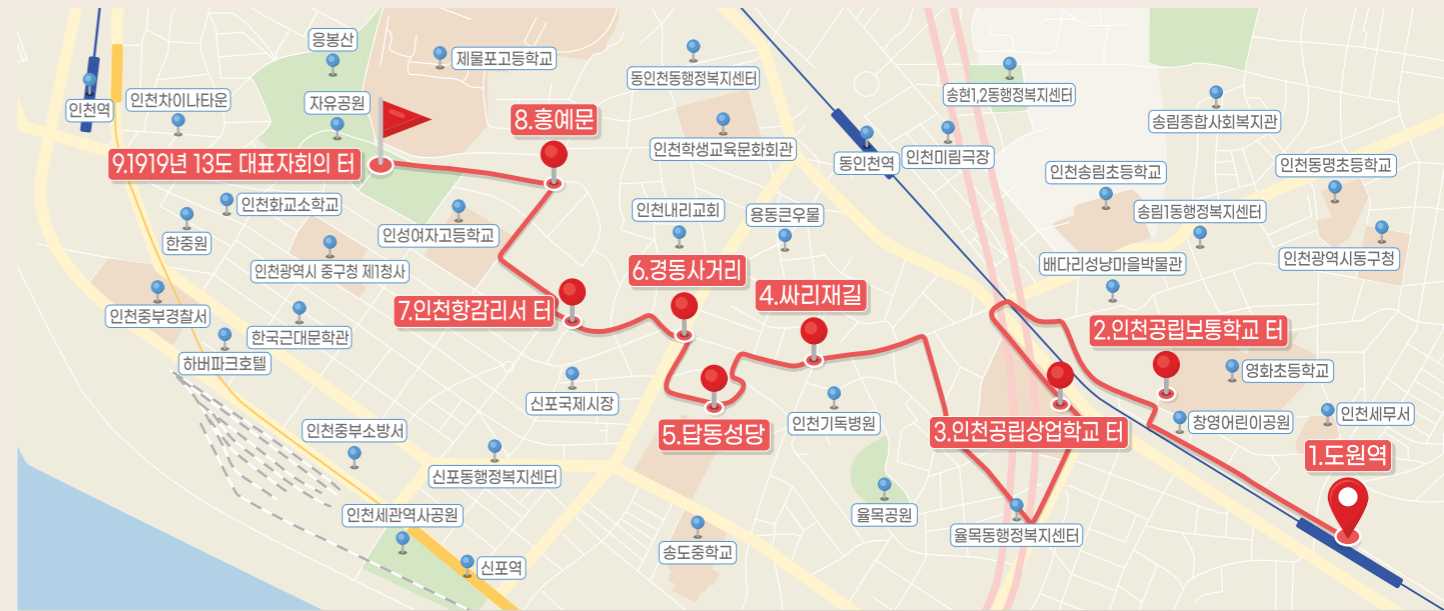 응봉산
제물포고등학교
동인천동행정복지센터
송현1,2동행정복지센터
송림종합사회복지관
인천역
인천차이나타운
자유공원
8.홍예문
인천학생교육문화회관
동인천역
인천미림극장
인천송림초등학교
인천동명초등학교
9.1919년 13도 대표자회의 터
인천화교소학교
한중원
인천광역시 중구청 제1청사
인성여자고등학교
인천내리교회
용동큰우물
송림1동행정복지센터
배다리성냥마을박물관
인천광역시동구청
6.경동사거리
4.싸리재길
7.인천항감리서 터
2.인천공립보통학교 터
인천중부경찰서
한국근대문학관
하버파크호텔
신포국제시장
영화초등학교
5.답동성당
인천기독병원
3.인천공립상업학교 터
창영어린이공원
인천세무서
1.도원역
인천중부소방서
신포동행정복지센터
인천세관역사공원
율목공원
율목동행정복지센터
송도중학교
신포역